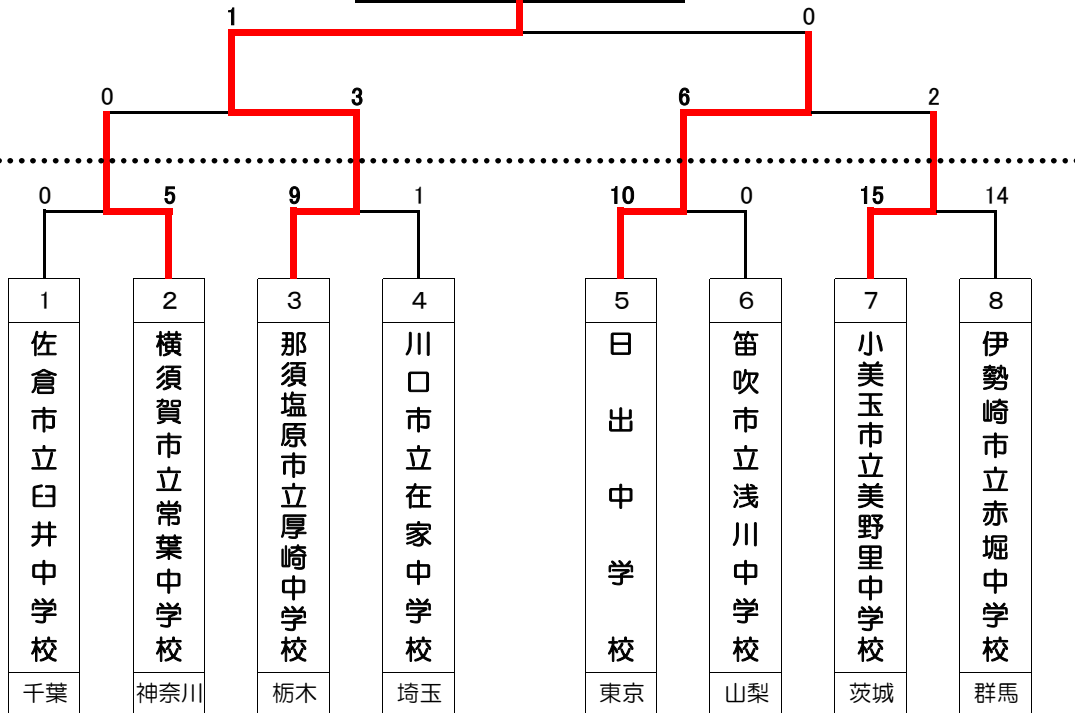 1 0
0 3 6 2
0 5 9 1 10 0 15 14
1 2 3 4 5 6 7 8
佐倉市立臼井中学校
横須賀市立常葉中学校
那須塩原市立厚崎中学校
川口市立在家中学校
日出中学校
笛吹市立浅川中学校
小美玉市立美野里中学校
伊勢崎市立赤堀中学校
千葉 神奈川 栃木 埼玉 東京 山梨 茨城 群馬